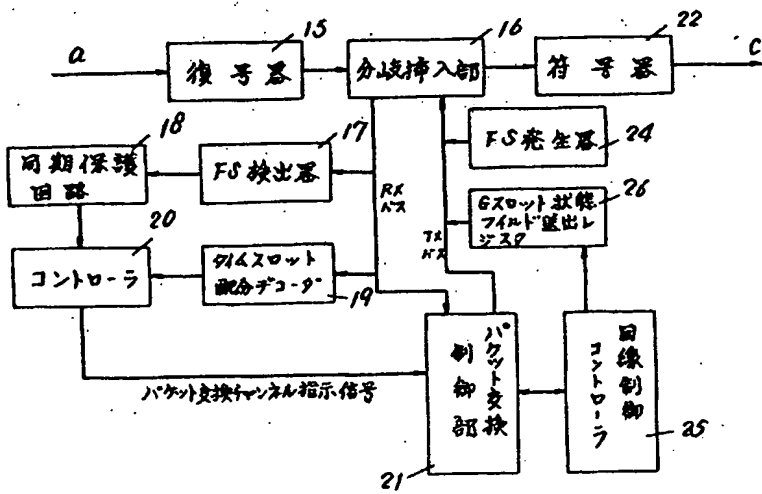 a
15
復号器
16
分岐挿入部
22
符号器
C
18
同期保護
回路
17
FS検出器
FS発生器
24
RX
バス
TX
バス
26
Gスロット状態
フィルド送出レ
ジスタ
20
コントローラ
タイムスロット
配分デコーダ
19
パケット交換チャンネル指示信号
パケット交換
制御部
21
回線制御
コントローラ
25